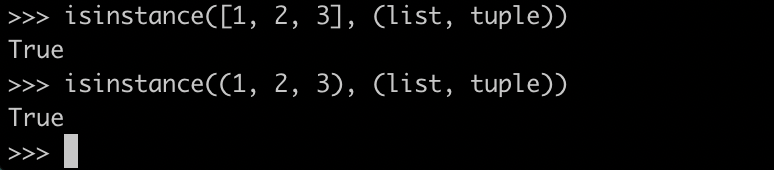 >>> isinstance([1, 2, 3], (list, tuple))
True
>>> isinstance((1, 2, 3), (list, tuple))
True
>>>